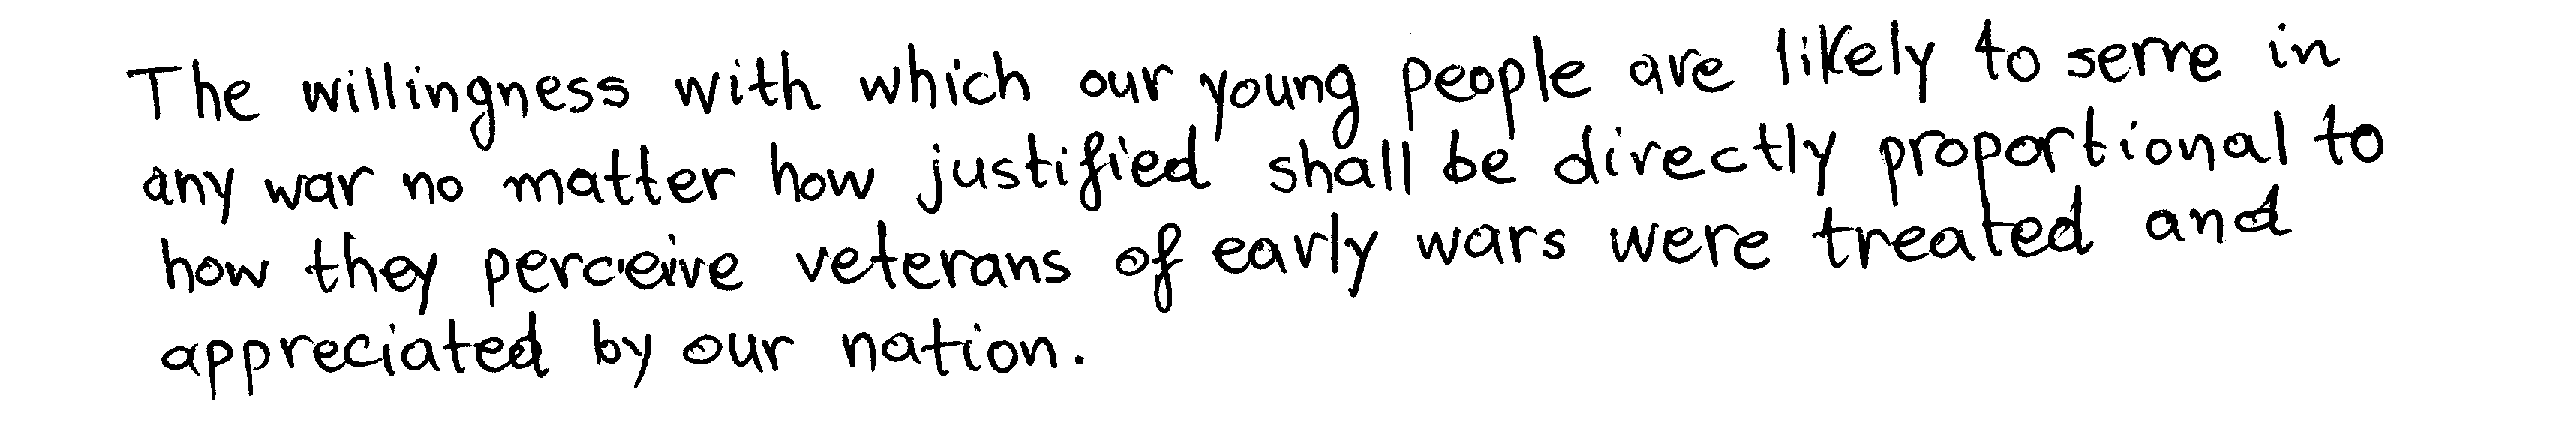 The willingness with which our young people are likely to serve in
any war no matter how justified shall be directly proportional to
how they perceive veterans of early wars were treated and
appreciated by our nation.